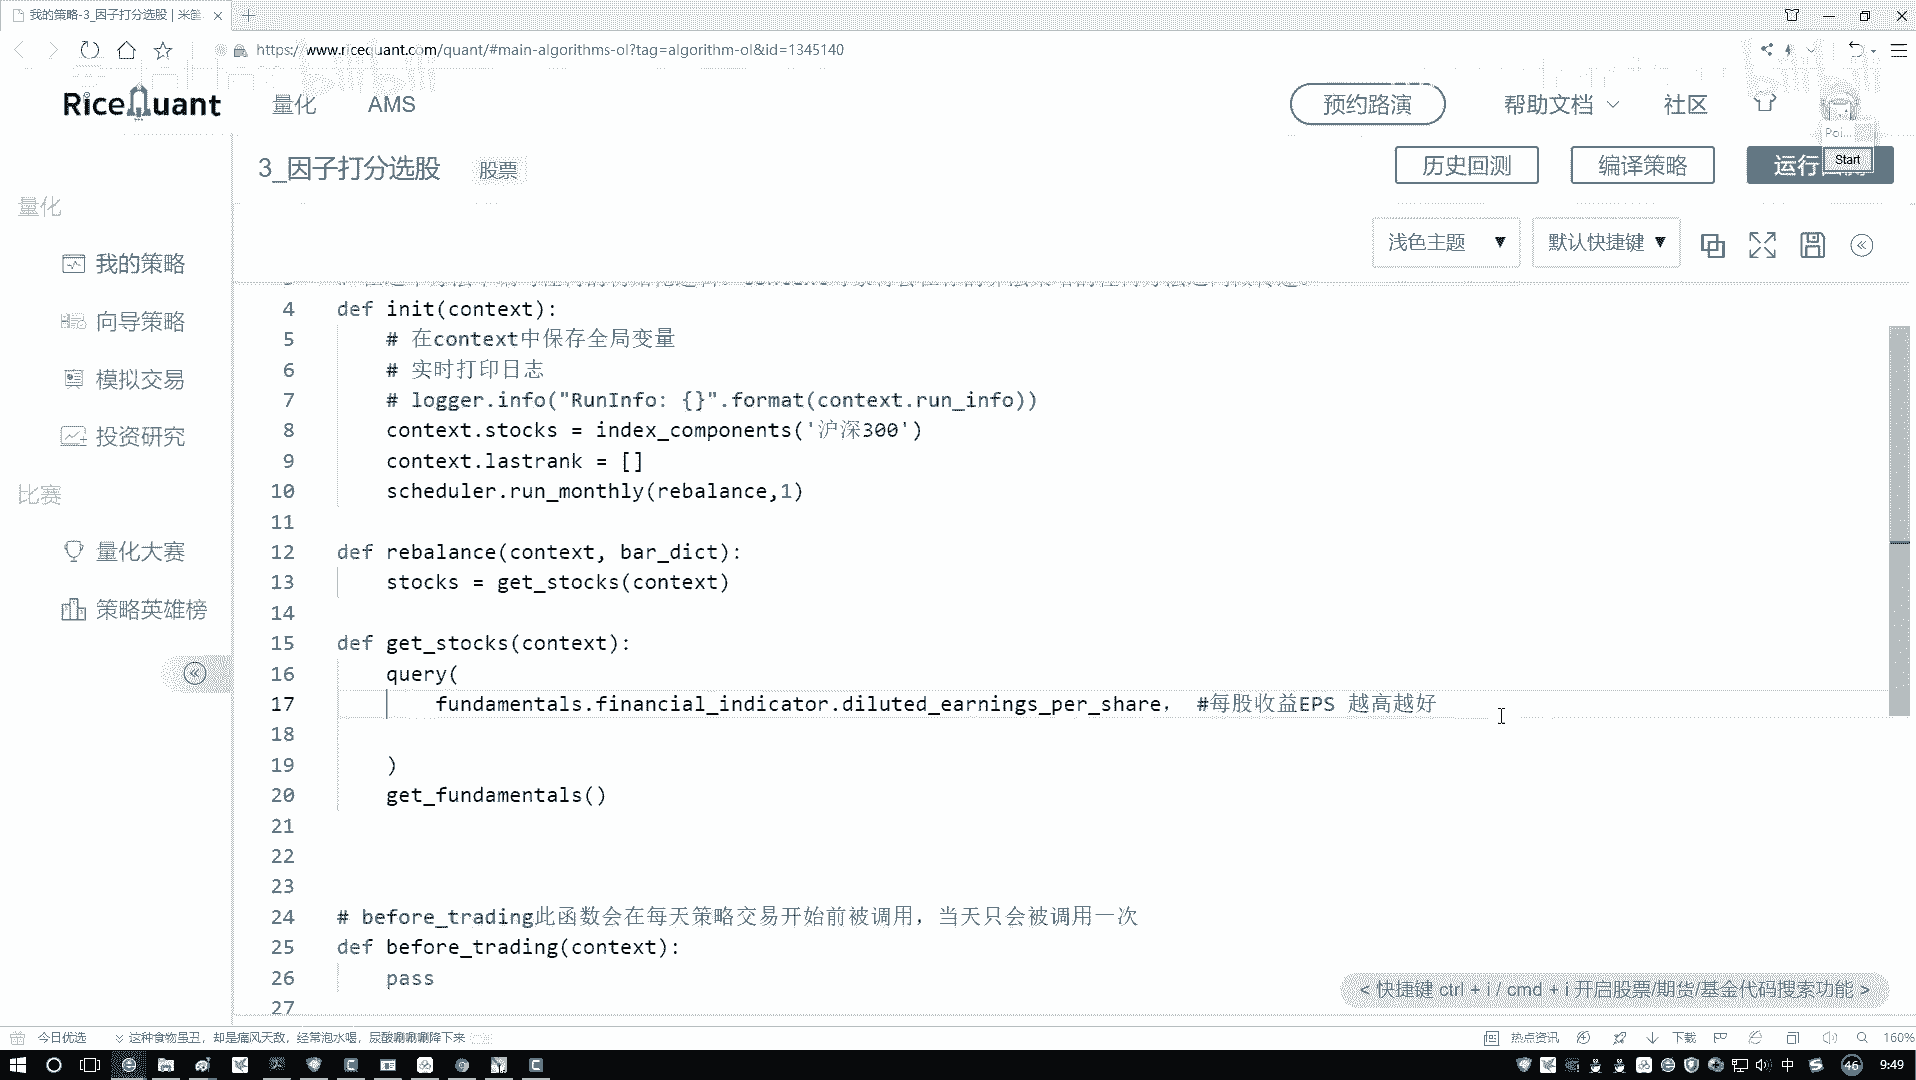 我的策略-3_因子打分选股 | 米筐
https://www.ricequant.com/quant/#main-algorithms-ol?tag=algorithm-ol&id=1345140
RiceQuant 量化 AMS 预约路演 帮助文档 社区
Poi...
3_因子打分选股 股票 历史回测 编译策略 运行 Start
量化
浅色主题 默认快捷键
我的策略
向导策略
模拟交易
投资研究
比赛
量化大赛
策略英雄榜
4 def init(context):
5 # 在context中保存全局变量
6 # 实时打印日志
7 # logger.info("RunInfo: {}".format(context.run_info))
8 context.stocks = index_components('沪深300')
9 context.lastrank = []
10 scheduler.run_monthly(rebalance,1)
11
12 def rebalance(context, bar_dict):
13 stocks = get_stocks(context)
14
15 def get_stocks(context):
16 query(
17 fundamentals.financial_indicator.diluted_earnings_per_share， #每股收益EPS 越高越好
18
19 )
20 get_fundamentals()
21
22
23
24 # before_trading此函数会在每天策略交易开始前被调用，当天只会被调用一次
25 def before_trading(context):
26 pass
27
< 快捷键 ctrl + i / cmd + i 开启股票/期货/基金代码搜索功能 >
今日优选 这种食物虽丑，却是痛风天敌，经常泡水喝，尿酸唰唰唰降下来 热点资讯 下载 160%
中 46 9:49